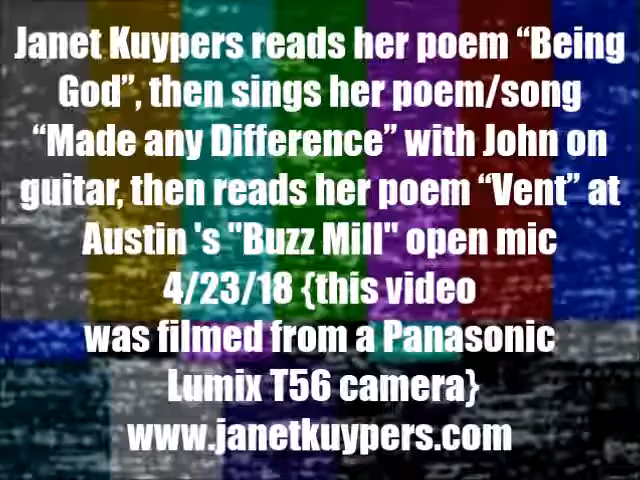 Janet Kuypers reads her poem “Being
God”, then sings her poem/song
“Made any Difference” with John on
guitar, then reads her poem “Vent” at
Austin 's "Buzz Mill" open mic
4/23/18 {this video
was filmed from a Panasonic
Lumix T56 camera}
www.janetkuypers.com